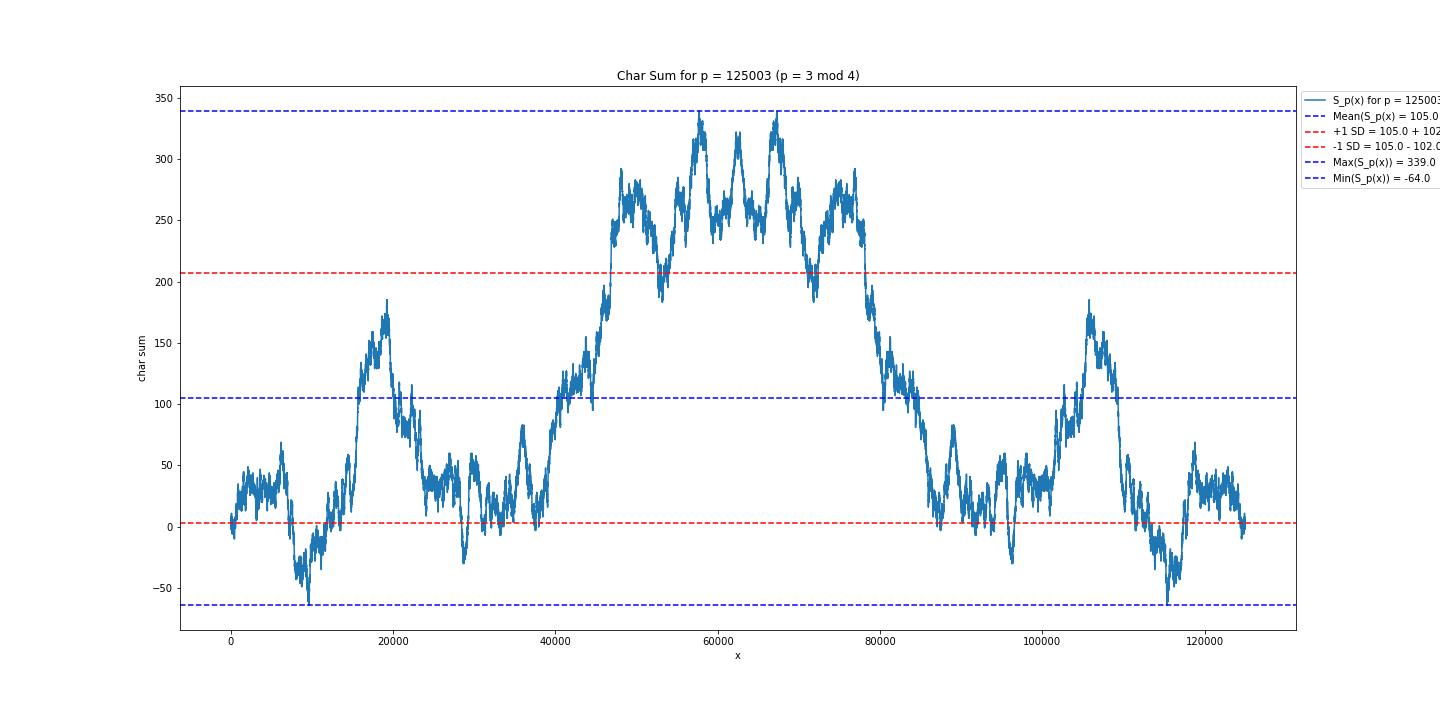 Char Sum for p = 125003 (p = 3 mod 4)
350
300
250
200
150
100
50
0
−50
char sum
0
20000
40000
60000
80000
100000
120000
x
S_p(x) for p = 125003
Mean(S_p(x) = 105.0
+1 SD = 105.0 + 102
-1 SD = 105.0 - 102.0
Max(S_p(x)) = 339.0
Min(S_p(x)) = -64.0